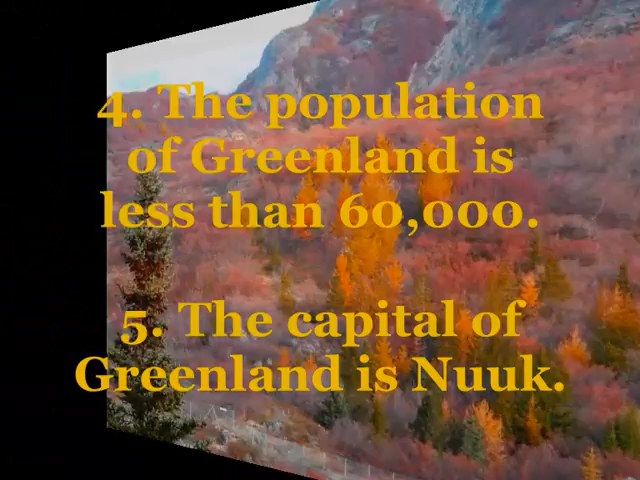 4. The population
of Greenland is
less than 60,000.
5. The capital of
Greenland is Nuuk.